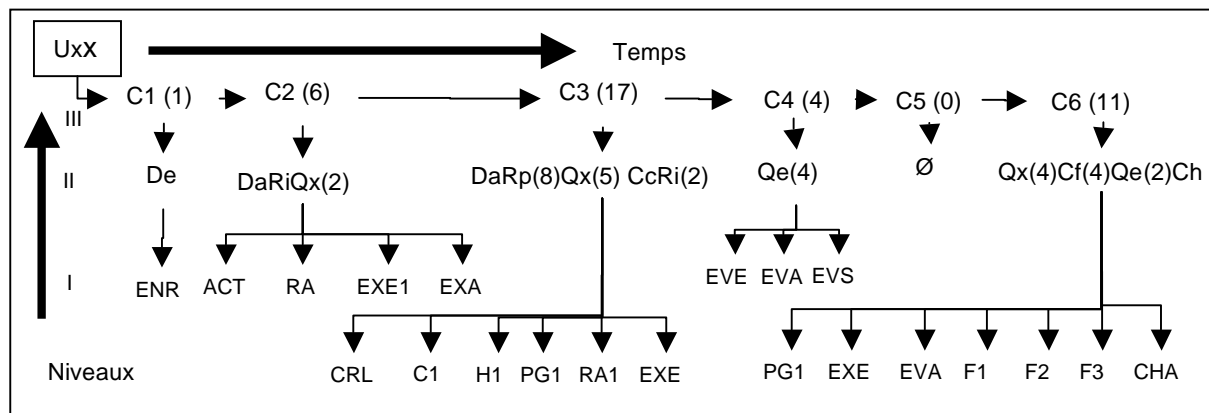 UxX
Temps
C1 (1) C2 (6) C3 (17) C4 (4) C5 (0) C6 (11)
III
II De DaRiQx(2) DaRp(8)Qx(5) CcRi(2) Qe(4) Ø Qx(4)Cf(4)Qe(2)Ch
I ENR ACT RA EXE1 EXA EVE EVA EVS
Niveaux CRL C1 H1 PG1 RA1 EXE PG1 EXE EVA F1 F2 F3 CHA